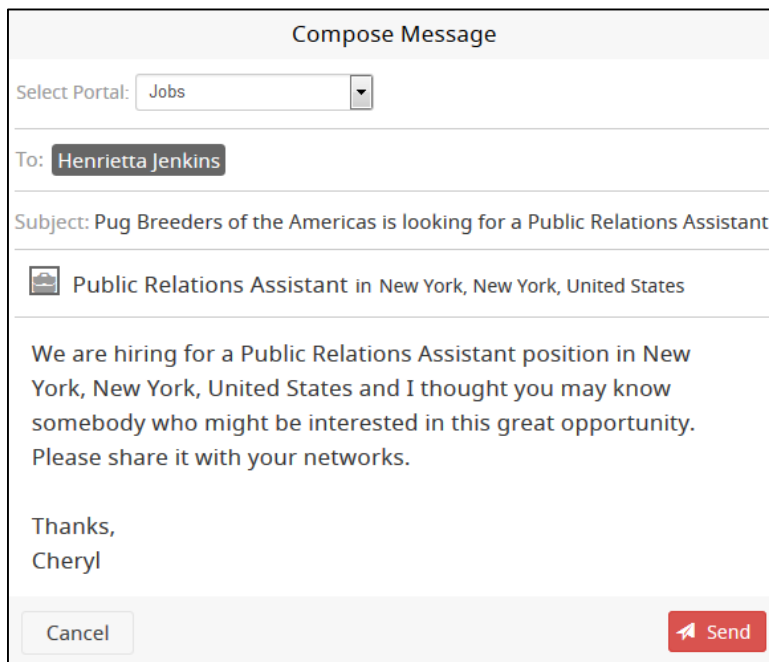 Compose Message
Select Portal: Jobs
To: Henrietta Jenkins
Subject: Pug Breeders of the Americas is looking for a Public Relations Assistant
Public Relations Assistant in New York, New York, United States
We are hiring for a Public Relations Assistant position in New
York, New York, United States and I thought you may know
somebody who might be interested in this great opportunity.
Please share it with your networks.
Thanks,
Cheryl
Cancel Send